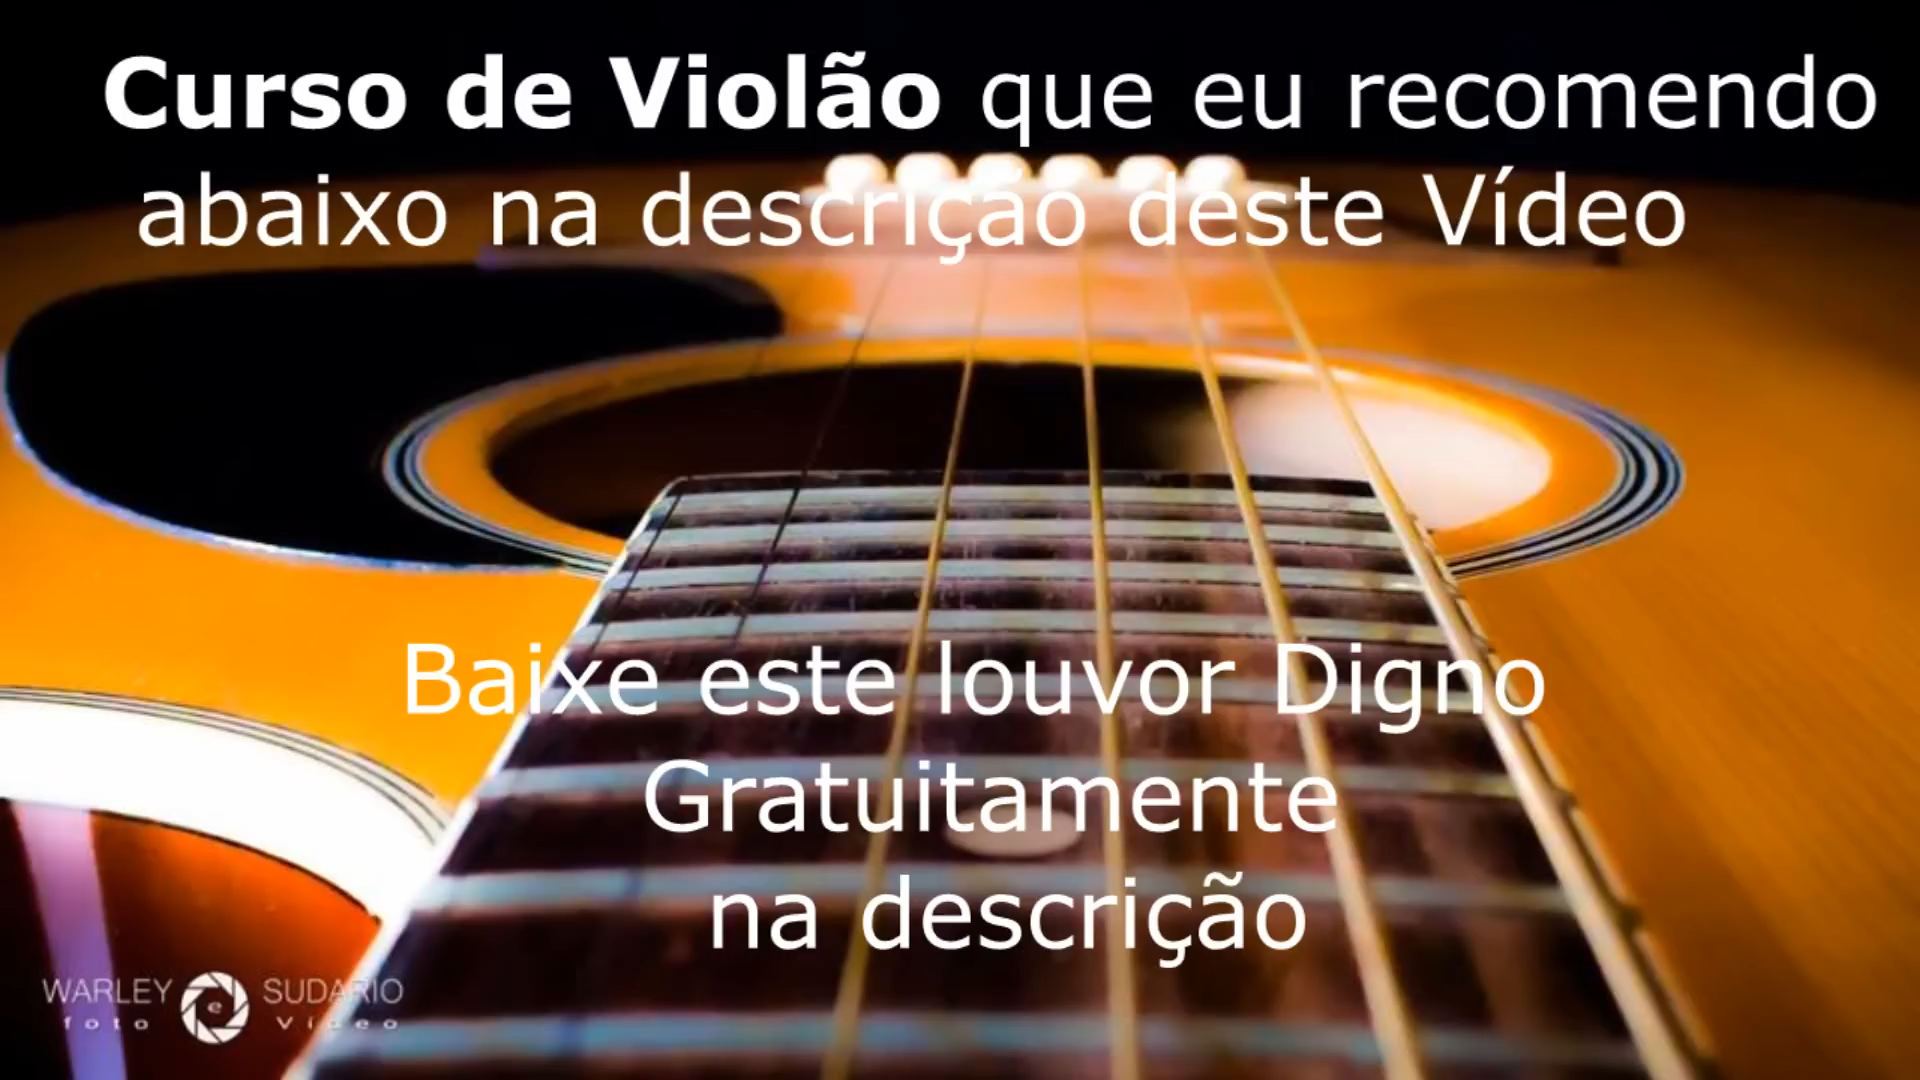 Curso de Violão que eu recomendo
abaixo na descrição deste Vídeo
Baixe este louvor Digno
Gratuitamente
na descrição
WARLEY e SUDARIO
foto Vídeo